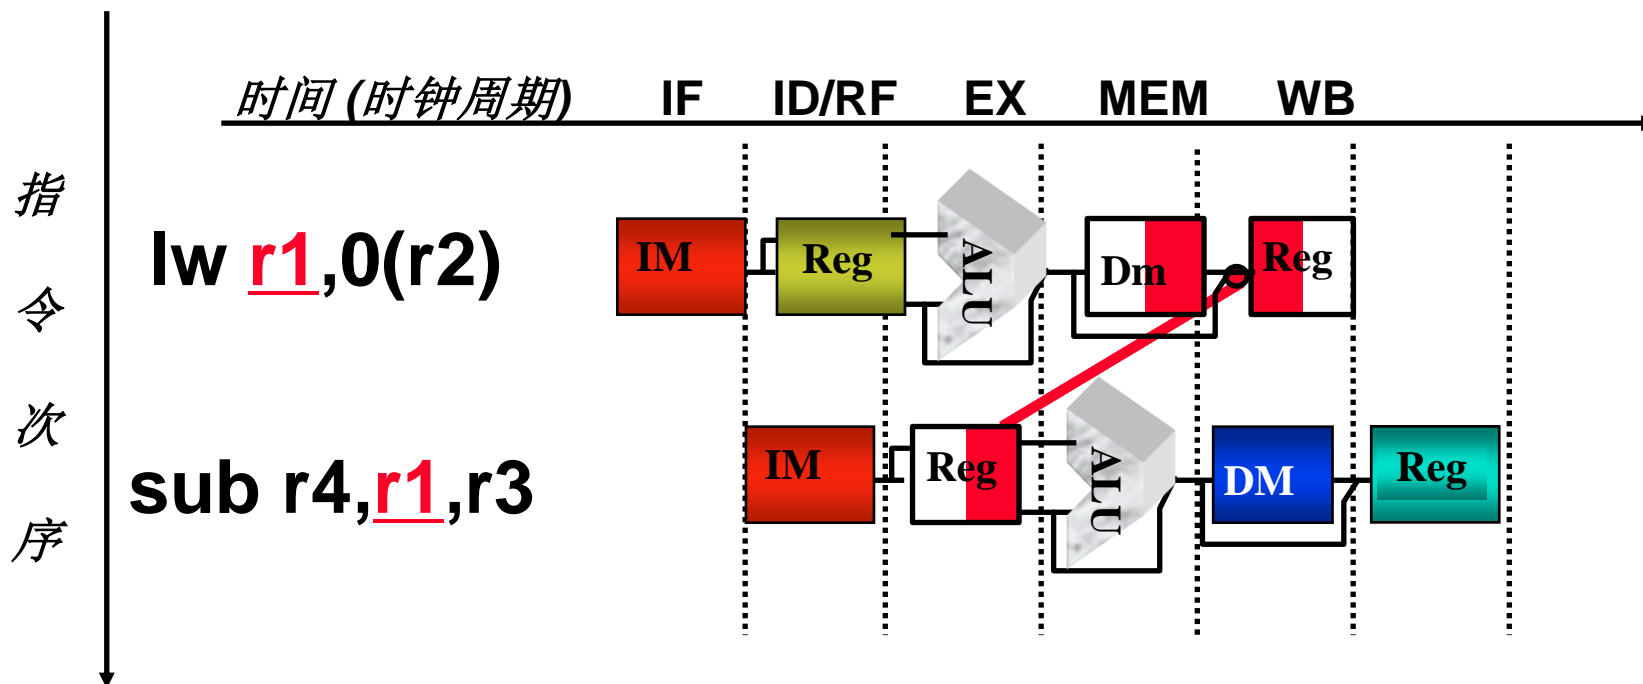 时间 (时钟周期) IF ID/RF EX MEM WB
指令次序
lw r1,0(r2) IM Reg ALU Dm Reg
sub r4,r1,r3 IM Reg ALU DM Reg